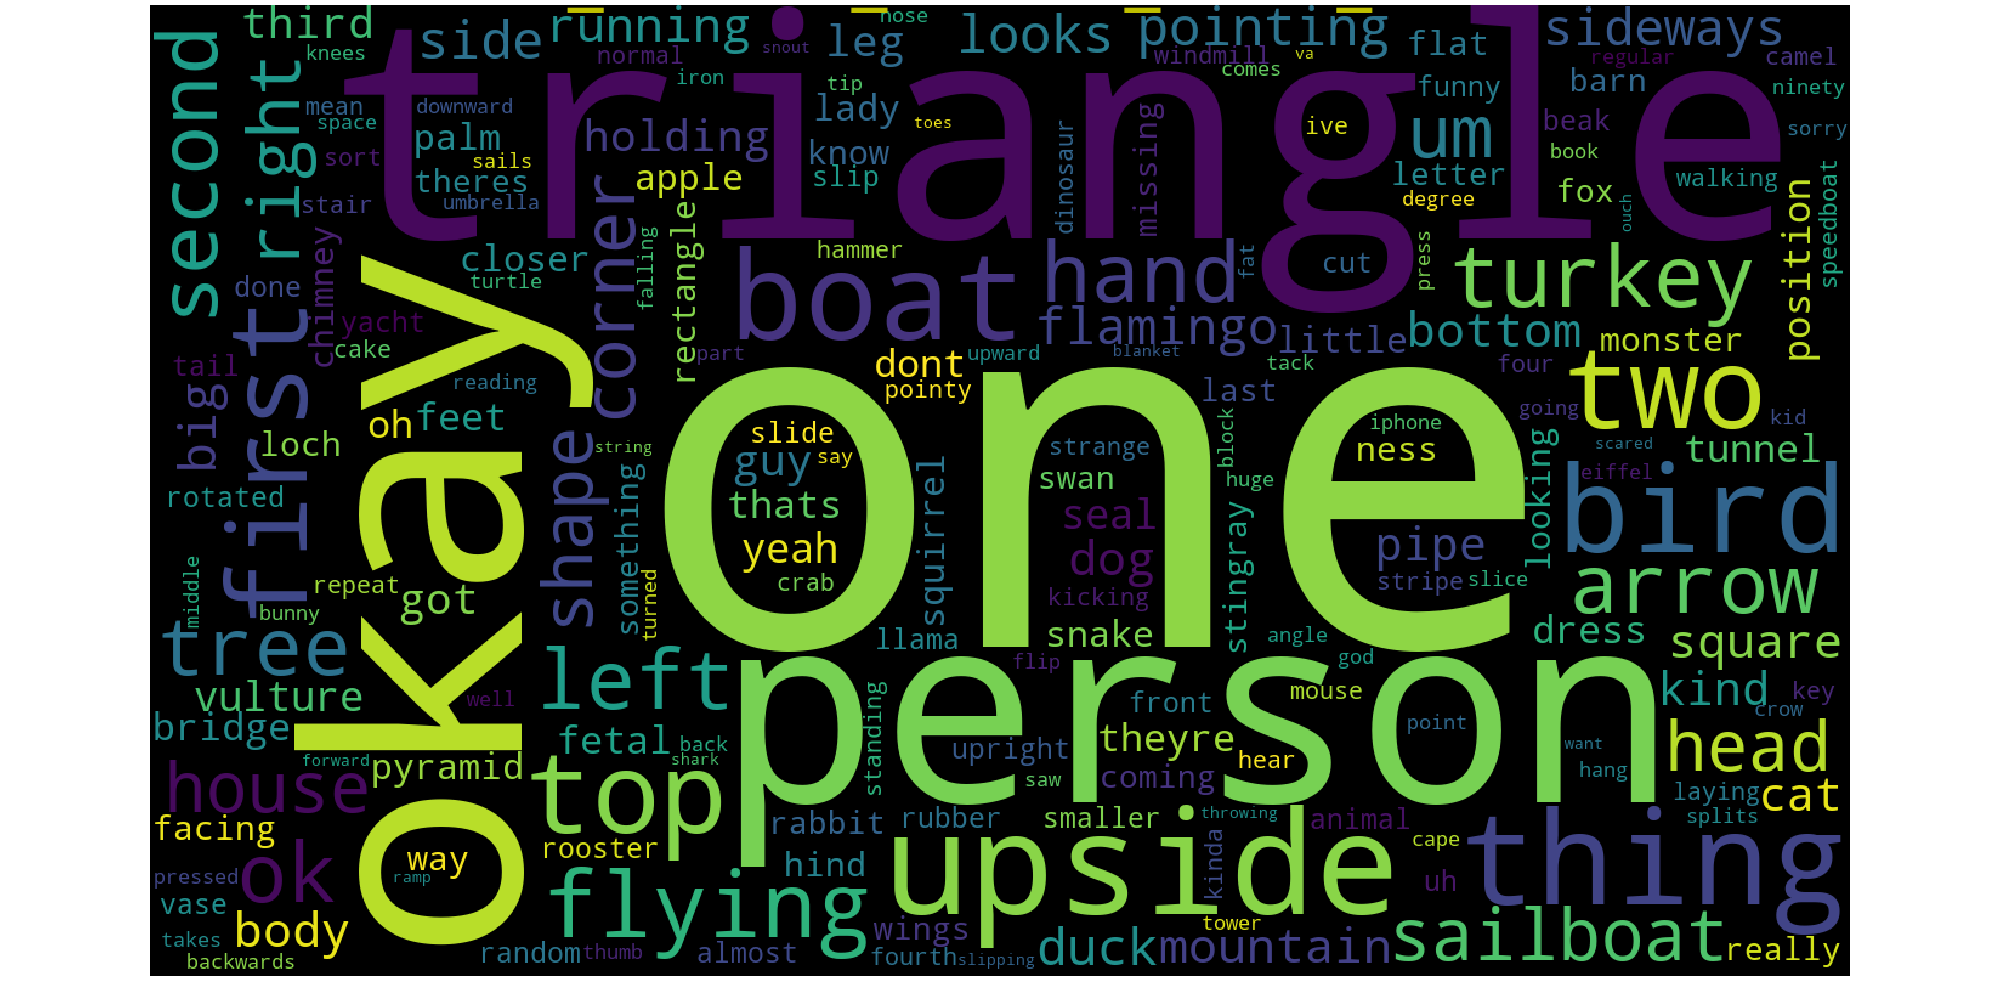 third
knees
side
running
normal
snout
nose
leg
looks
pointing
windmill
va
comes
flat
sideways
regular
camel
barn
ninety
second
right
mean
space
sort
stair
downward
palm
sails
theres
umbrella
iron
tip
lady
holding
know
slip
apple
toes
triangle
dinosaur
missing
ive
um
funny
beak
book
letter
degree
fox
sorry
walking
position
speedboat
ouch
first
done
chimney
yacht
cake
tail
big
closer
turtle
falling
corner
rectangle
hammer
boat
hand
fat
cut
press
turkey
flamingo
little
bottom
monster
part
dont
pointy
upward
blanket
tack
four
last
two
reading
oh
feet
loch
okay
shape
string
something
slide
guy
say
thats
yeah
crab
squirrel
one
strange
swan
seal
dog
kicking
snake
block
huge
stingray
iphone
ness
pipe
stripe
slice
looking
going
kid
scared
tunnel
eiffel
bird
arrow
rotated
middle
bunny
repeat
got
turned
tree
vulture
well
left
llama
flip
angle
god
dress
square
bridge
forward
pyramid
fetal
back
shark
standing
person
front
upright
theyre
mouse
hear
point
kind
key
crow
want
hang
head
house
top
saw
coming
laying
cat
splits
facing
rooster
rabbit
rubber
smaller
throwing
animal
cape
ok
way
ramp
hind
upside
kinda
uh
thing
pressed
vase
body
flying
wings
tower
takes
backwards
random
thumb
almost
fourth
slipping
duck
mountain
sailboat
really